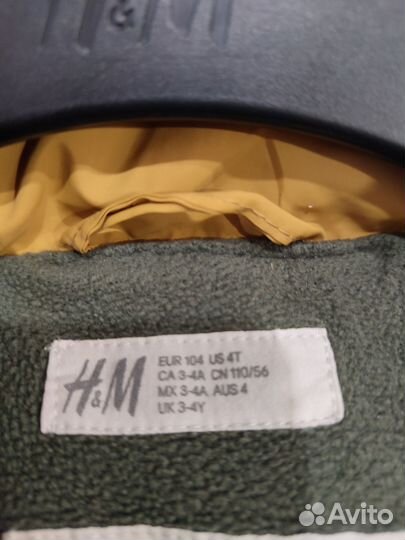 H&M
H&M
EUR 104 US 4T
CA 3-4A CN 110/56
MX 3-4A AUS 4
UK 3-4Y
Avito